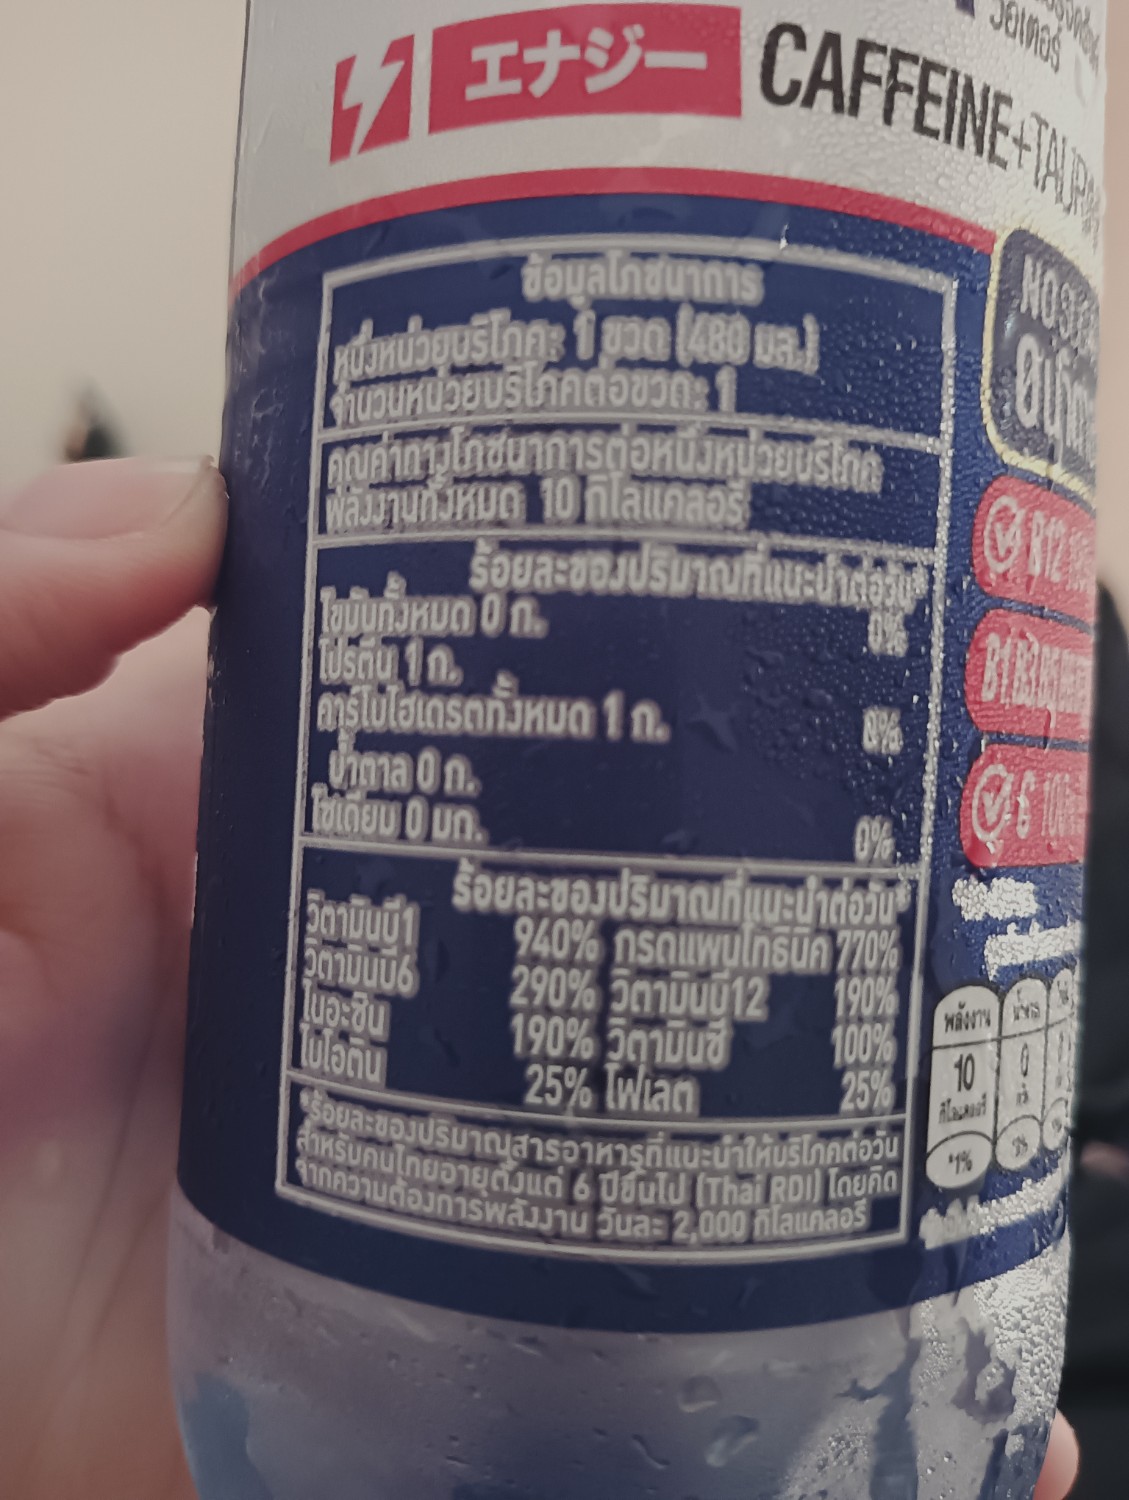 วอเตอร์
エナジー
CAFFEINE+TAURINE
ข้อมูลโภชนาการ
หนึ่งหน่วยบริโภค: 1 ขวด (480 มล.)
จำนวนหน่วยบริโภคต่อขวด: 1
คุณค่าทางโภชนาการต่อหนึ่งหน่วยบริโภค
พลังงานทั้งหมด 10 กิโลแคลอรี
ร้อยละของปริมาณที่แนะนำต่อวัน*
ไขมันทั้งหมด 0 ก. 0%
โปรตีน 1 ก.
คาร์โบไฮเดรตทั้งหมด 1 ก. 0%
น้ำตาล 0 ก.
โซเดียม 0 มก. 0%
ร้อยละของปริมาณที่แนะนำต่อวัน*
วิตามินบี1 940% กรดแพนโทธินิค 770%
วิตามินบี6 290% วิตามินบี12 190%
ไนอะซิน 190% วิตามินซี 100%
ไบโอติน 25% โฟเลต 25%
*ร้อยละของปริมาณสารอาหารที่แนะนำให้บริโภคต่อวัน
สำหรับคนไทยอายุตั้งแต่ 6 ปีขึ้นไป (Thai RDI) โดยคิด
จากความต้องการพลังงาน วันละ 2,000 กิโลแคลอรี
B12
พลังงาน
10
กิโลแคลอรี
*1%
น้ำตาล
0